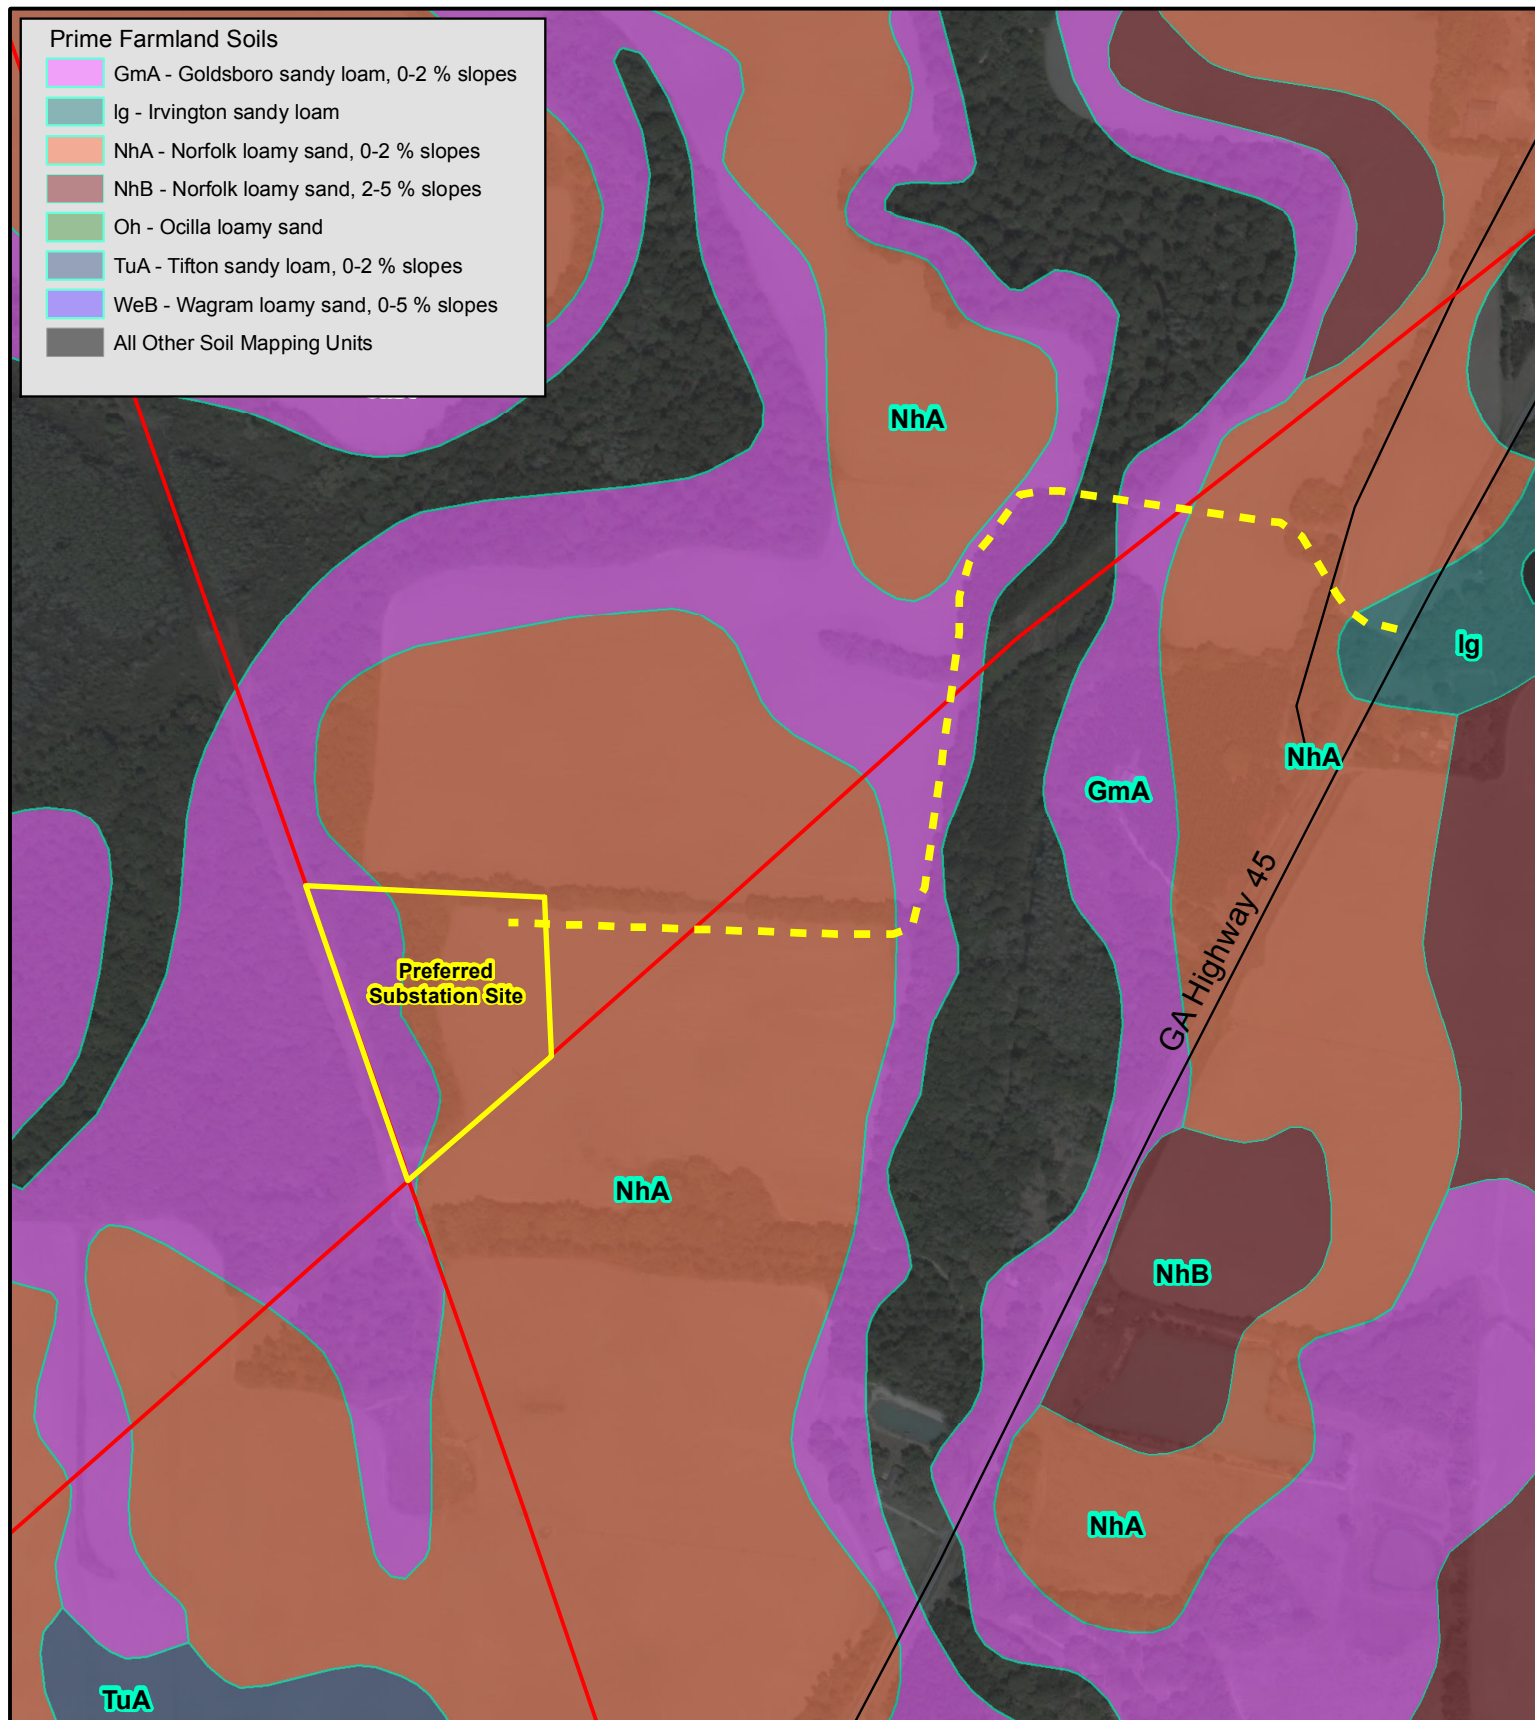 Prime Farmland Soils
GmA - Goldsboro sandy loam, 0-2 % slopes
Ig - Irvington sandy loam
NhA - Norfolk loamy sand, 0-2 % slopes
NhB - Norfolk loamy sand, 2-5 % slopes
Oh - Ocilla loamy sand
TuA - Tifton sandy loam, 0-2 % slopes
WeB - Wagram loamy sand, 0-5 % slopes
All Other Soil Mapping Units
NhA
Ig
NhA
GmA
GA Highway 45
Preferred
Substation Site
NhA
NhB
NhA
TuA